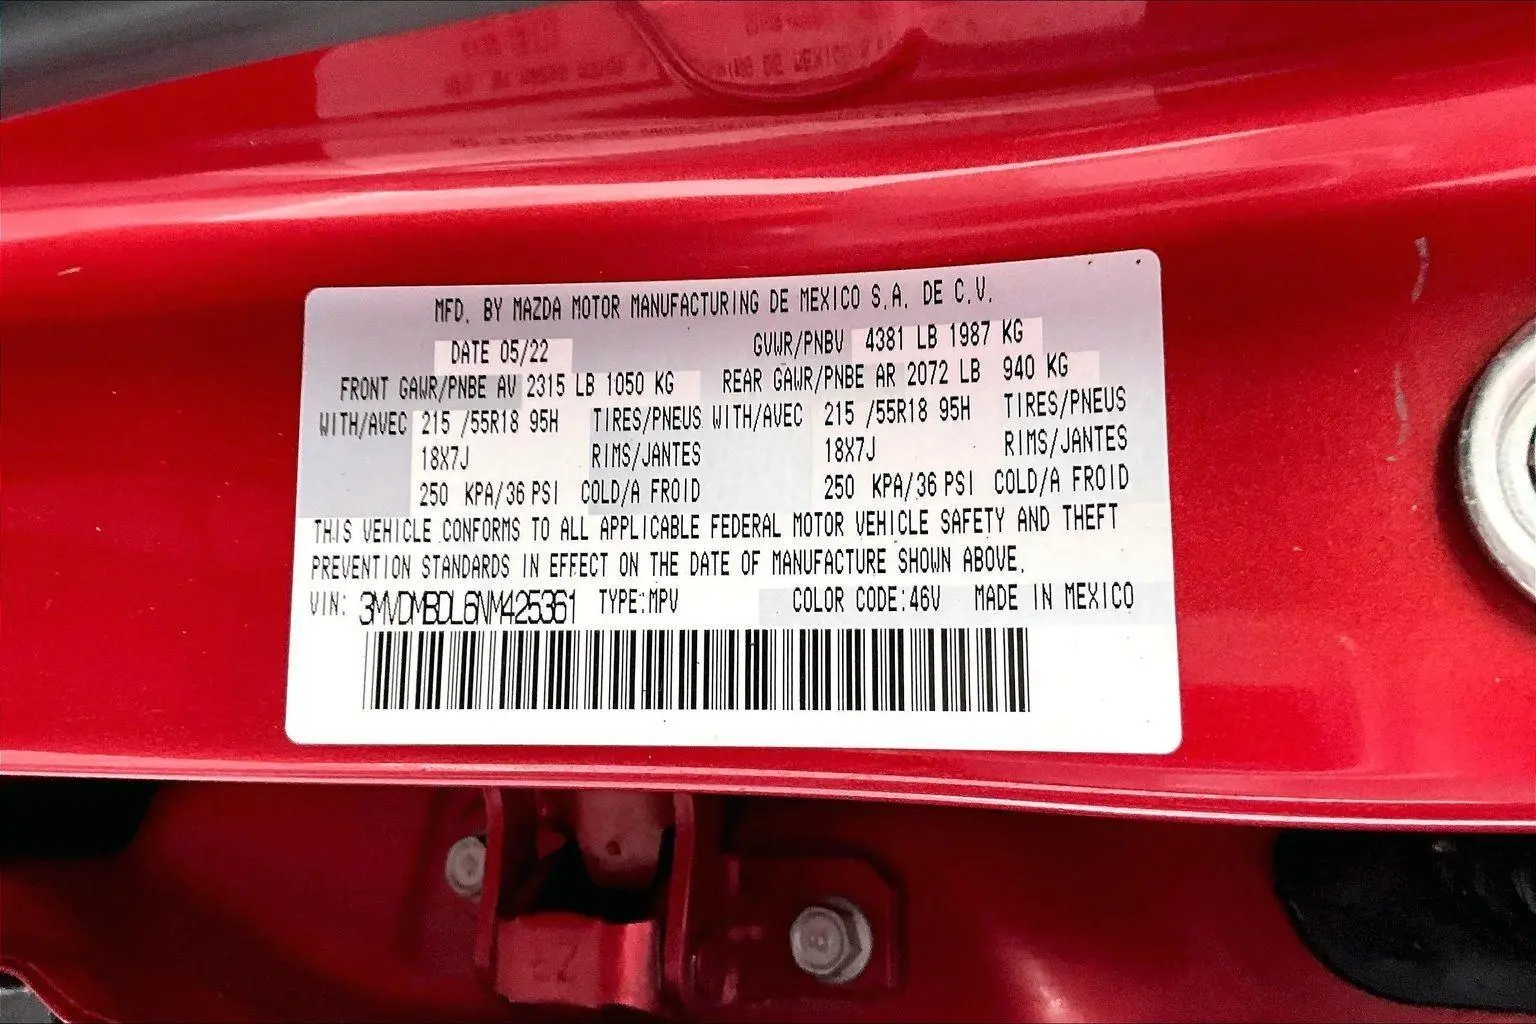 MFD. BY MAZDA MOTOR MANUFACTURING DE MEXICO S.A. DE C.V.
DATE 05/22 GVWR/PNBV 4381 LB 1987 KG
FRONT GAWR/PNBE AV 2315 LB 1050 KG REAR GAWR/PNBE AR 2072 LB 940 KG
WITH/AVEC 215 /55R18 95H TIRES/PNEUS WITH/AVEC 215 /55R18 95H TIRES/PNEUS
18X7J RIMS/JANTES 18X7J RIMS/JANTES
250 KPA/36 PSI COLD/A FROID 250 KPA/36 PSI COLD/A FROID
THIS VEHICLE CONFORMS TO ALL APPLICABLE FEDERAL MOTOR VEHICLE SAFETY AND THEFT
PREVENTION STANDARDS IN EFFECT ON THE DATE OF MANUFACTURE SHOWN ABOVE.
VIN: 3MVDMBDL6NM425361 TYPE:MPV COLOR CODE:46V MADE IN MEXICO